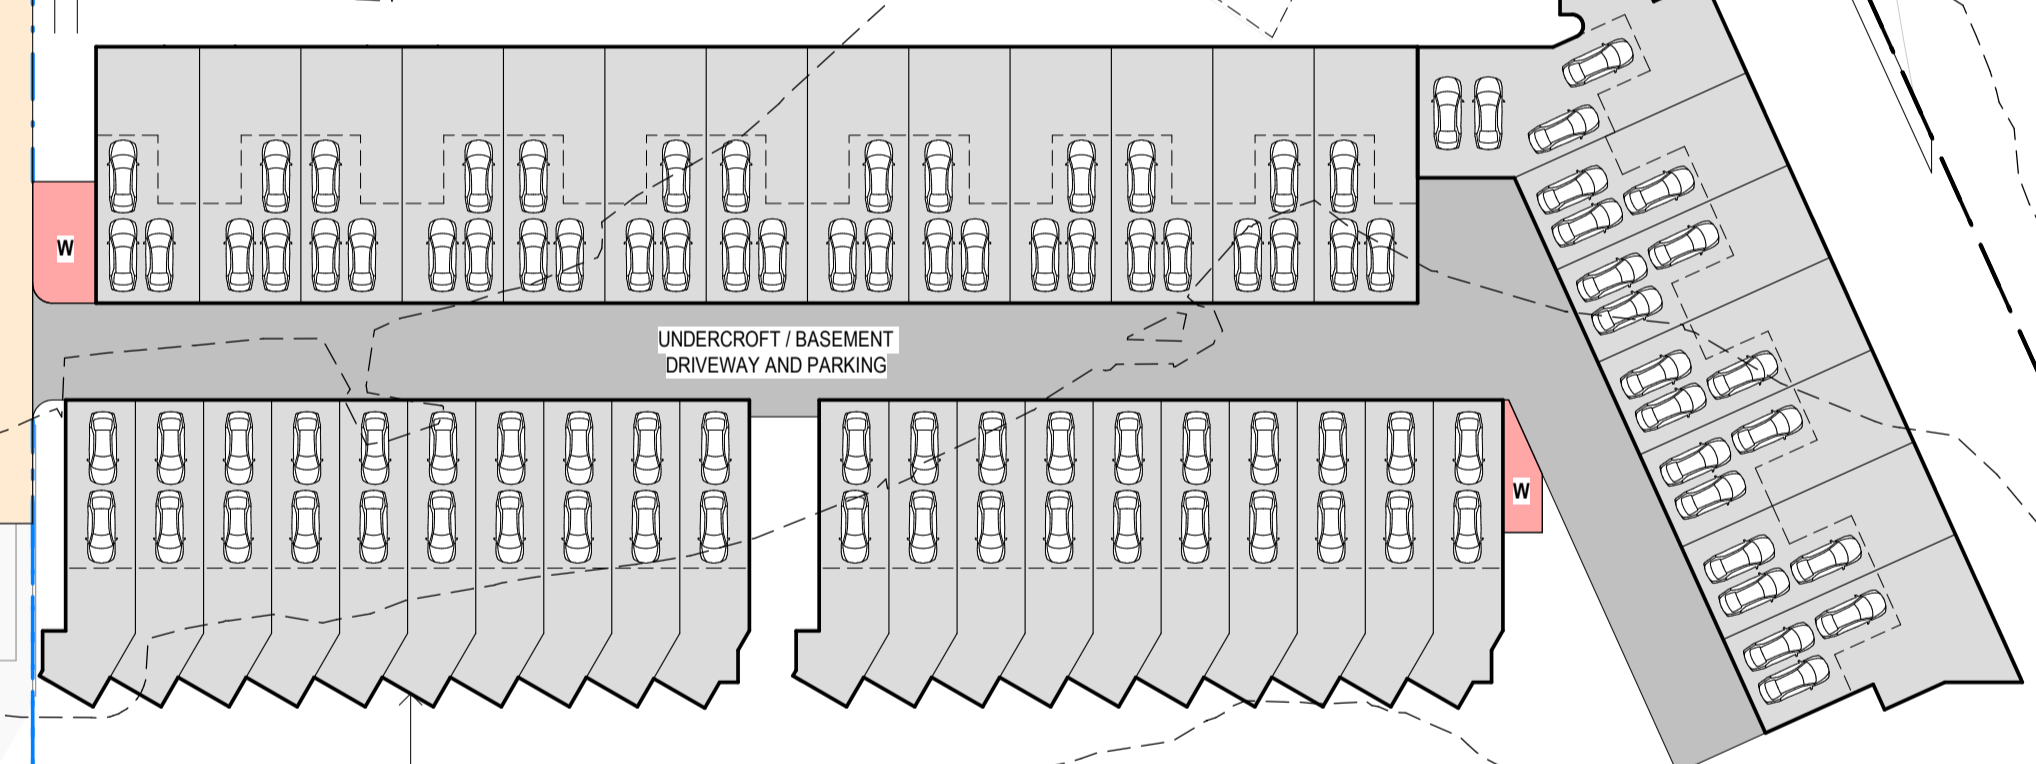 W
UNDERCROFT / BASEMENT
DRIVEWAY AND PARKING
W